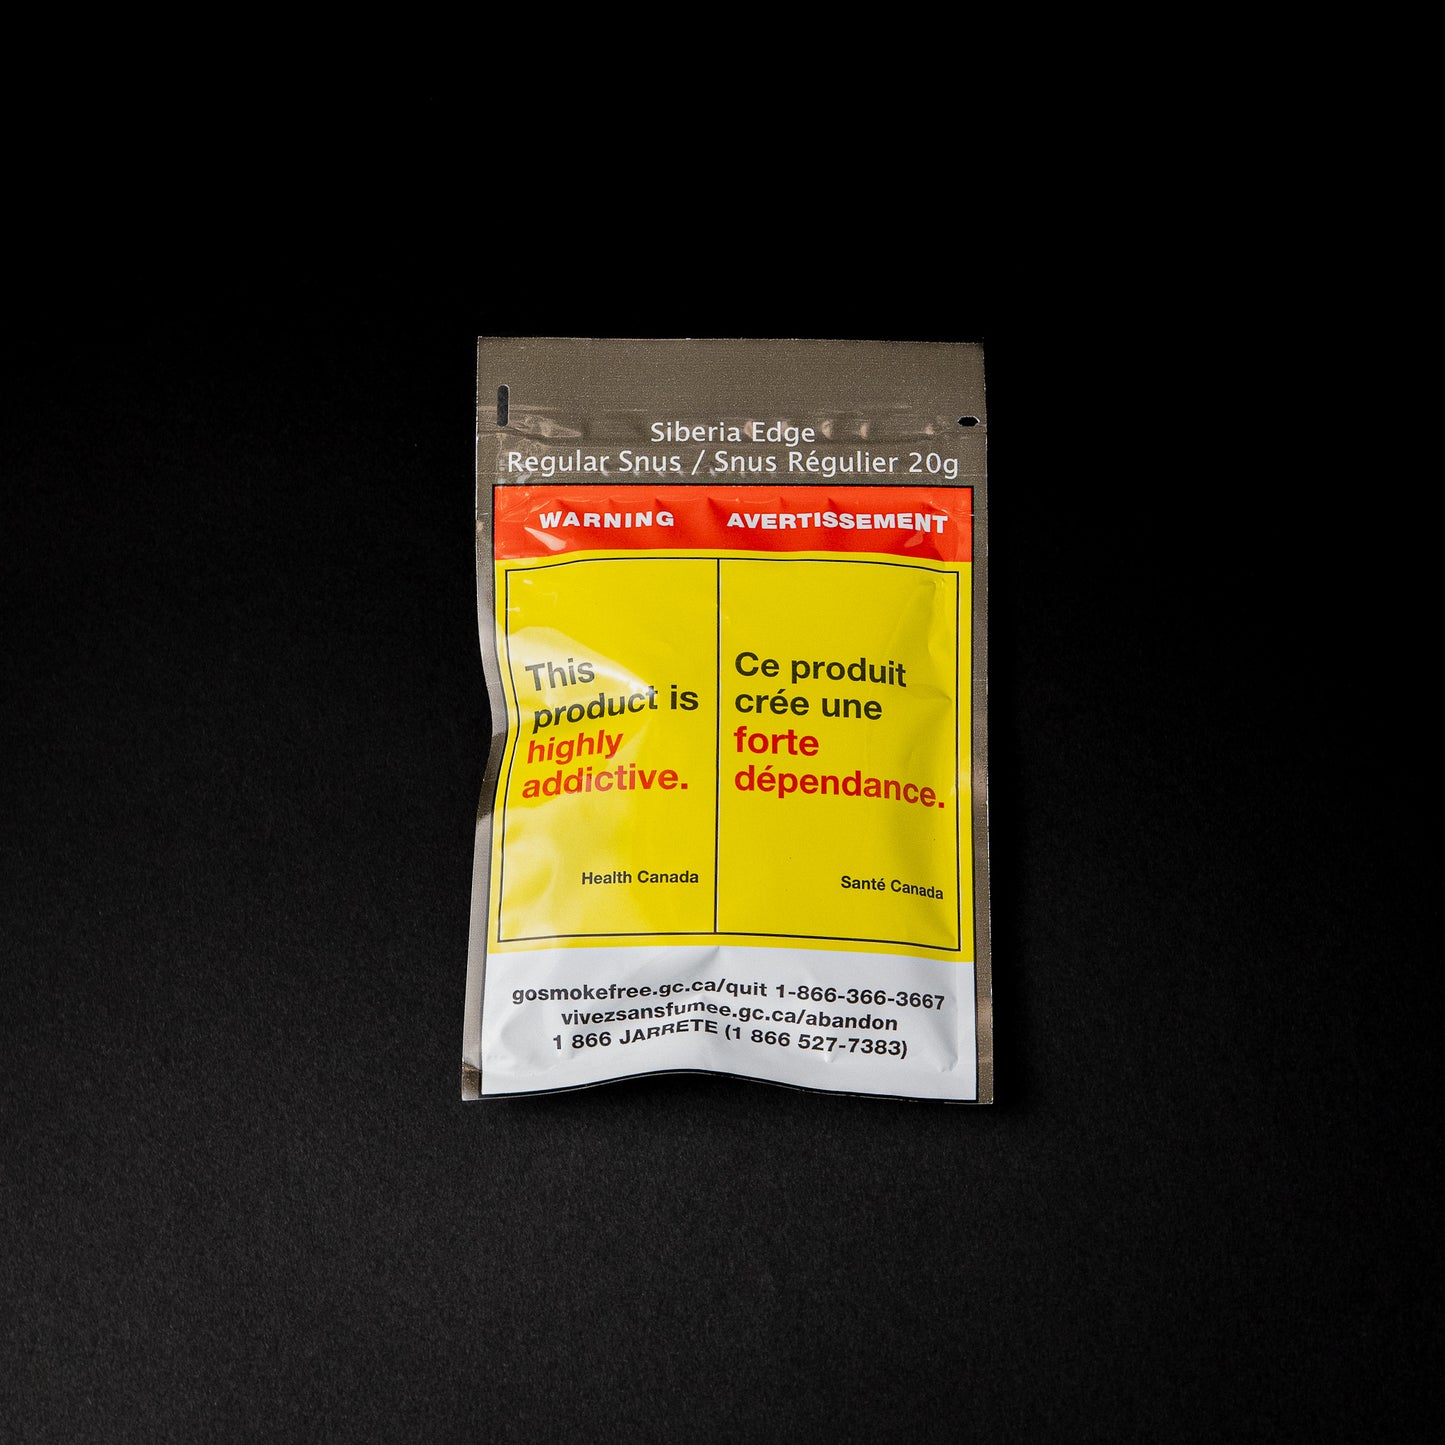 Siberia Edge
Regular Snus / Snus Régulier 20g
WARNING AVERTISSEMENT
This
product is
highly
addictive.
Health Canada
Ce produit
crée une
forte
dépendance.
Santé Canada
gosmokefree.gc.ca/quit 1-866-366-3667
vivezsansfumee.gc.ca/abandon
1 866 JARRETE (1 866 527-7383)